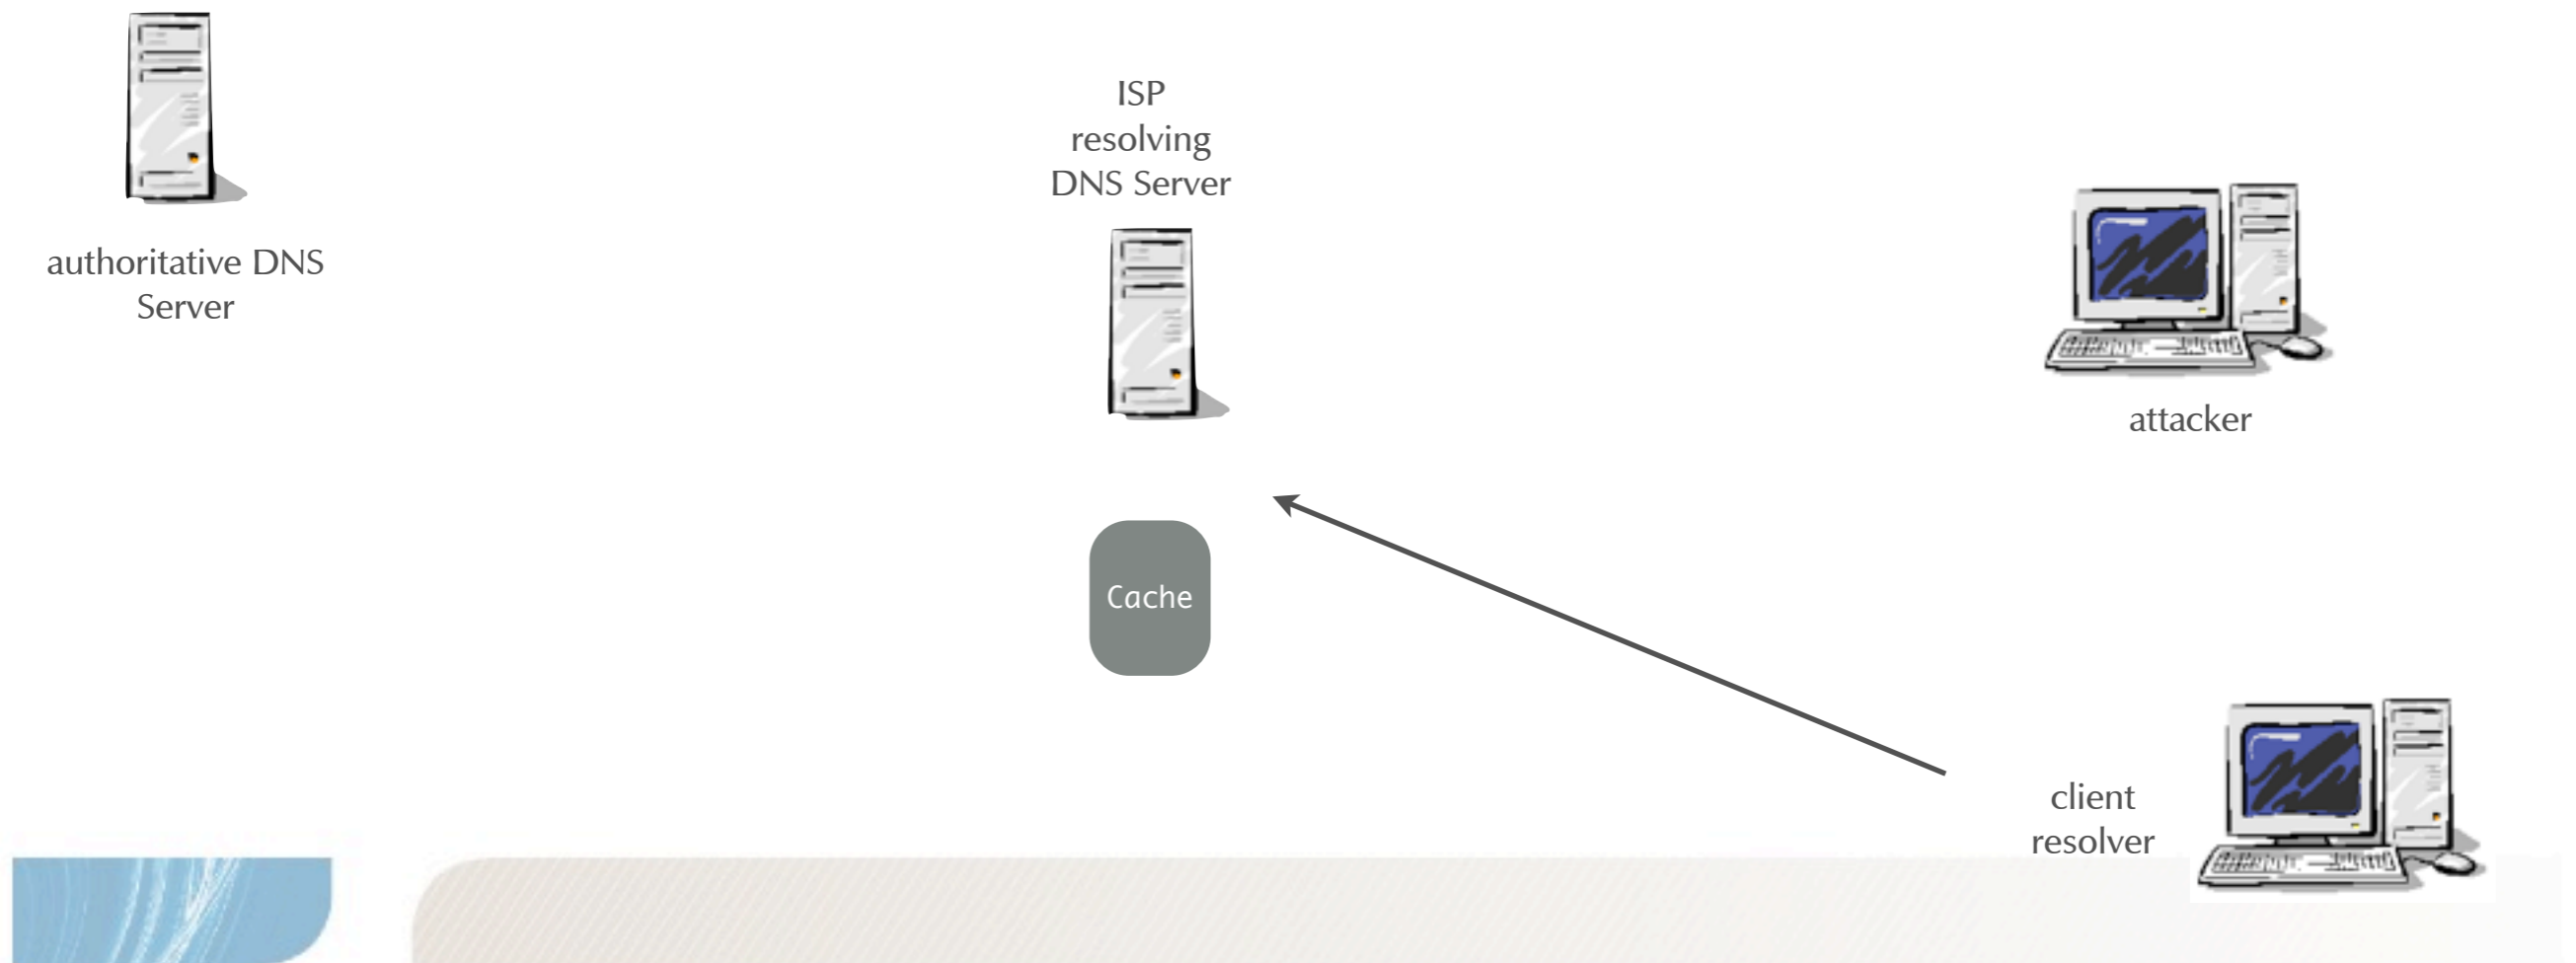 ISP
resolving
DNS Server
authoritative DNS
Server
attacker
Cache
client
resolver